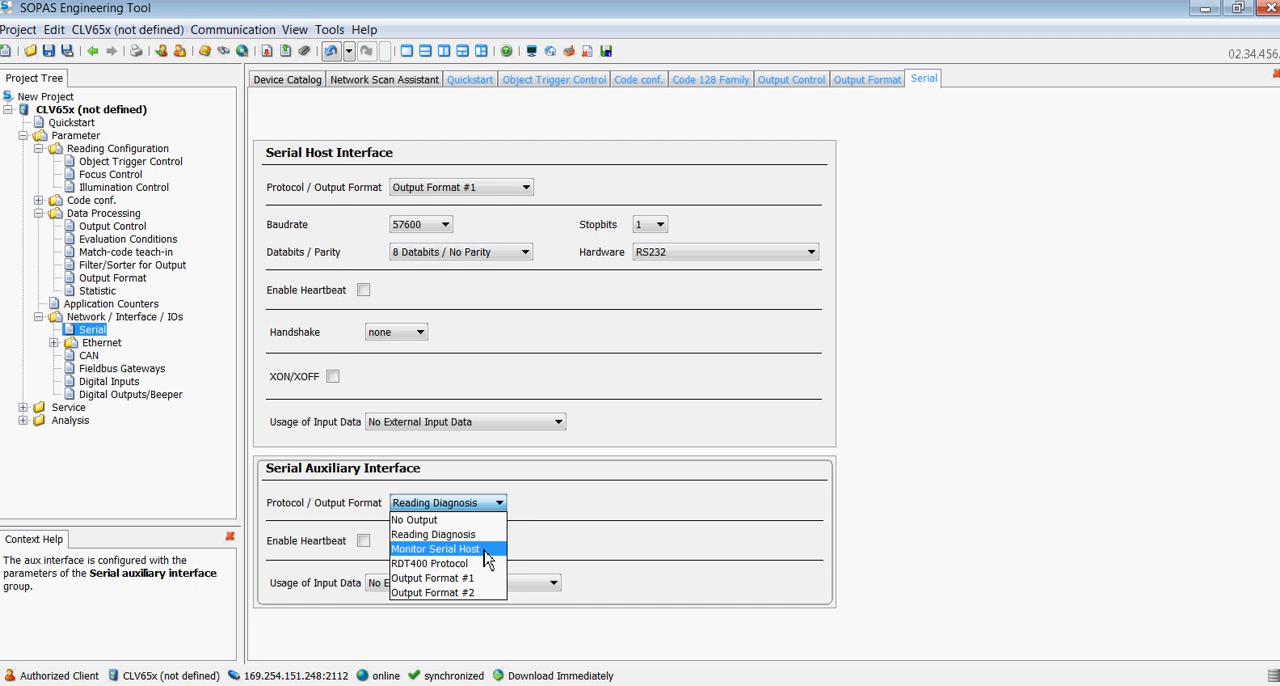 SOPAS Engineering Tool
Project Edit CLV65x (not defined) Communication View Tools Help
02.34.456.
Project Tree
Device Catalog Network Scan Assistant Quickstart Object Trigger Control Code conf. Code 128 Family Output Control Output Format Serial
New Project
CLV65x (not defined)
Quickstart
Parameter
Reading Configuration
Object Trigger Control
Focus Control
Illumination Control
Code conf.
Data Processing
Output Control
Evaluation Conditions
Match-code teach-in
Filter/Sorter for Output
Output Format
Statistic
Application Counters
Network / Interface / IOs
Serial
Ethernet
CAN
Fieldbus Gateways
Digital Inputs
Digital Outputs/Beeper
Service
Analysis
Context Help
The aux interface is configured with the
parameters of the Serial auxiliary interface
group.
Serial Host Interface
Protocol / Output Format Output Format #1
Baudrate 57600 Stopbits 1
Databits / Parity 8 Databits / No Parity Hardware RS232
Enable Heartbeat
Handshake none
XON/XOFF
Usage of Input Data No External Input Data
Serial Auxiliary Interface
Protocol / Output Format Reading Diagnosis
No Output
Reading Diagnosis
Enable Heartbeat
Monitor Serial Host
RDT400 Protocol
Output Format #1
Usage of Input Data No E
Output Format #2
Authorized Client CLV65x (not defined) 169.254.151.248:2112 online synchronized Download Immediately